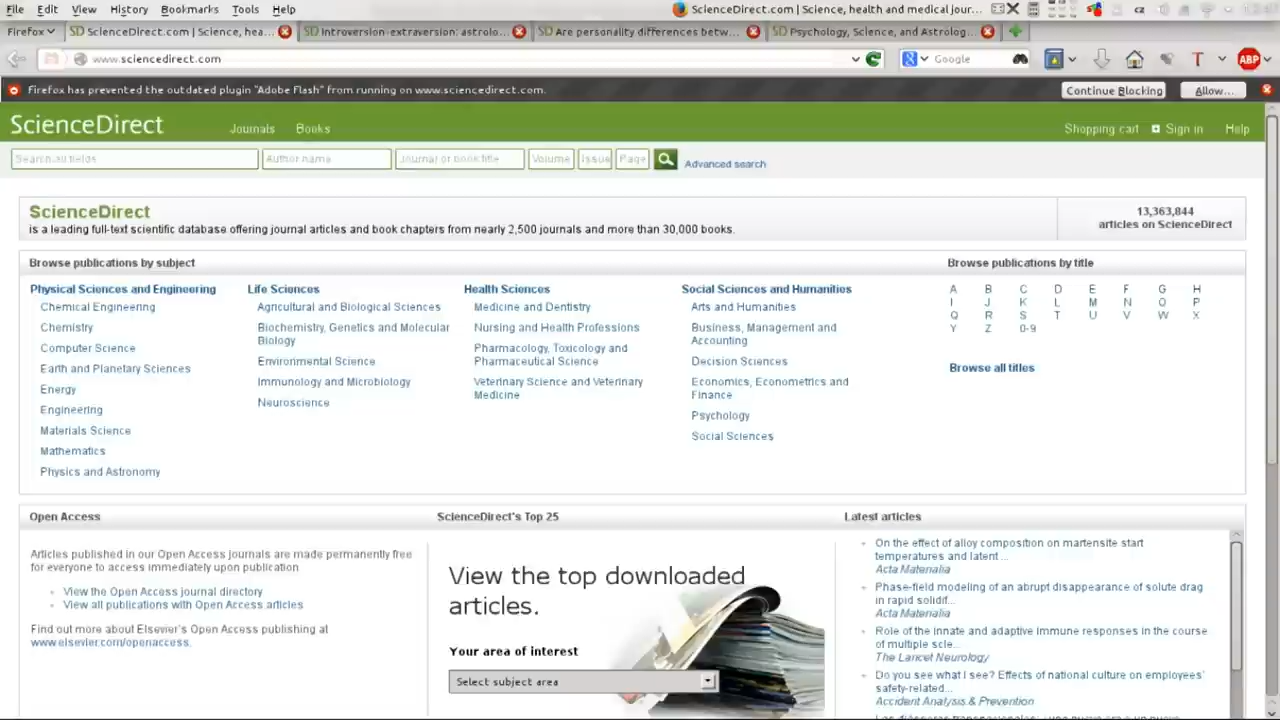 File Edit View History Bookmarks Tools Help
ScienceDirect.com | Science, health and medical jour...
Firefox
SD ScienceDirect.com | Science, hea...
SD Introversion-extraversion: astrolo...
SD Are personality differences betw...
SD Psychology, Science, and Astrolog...
www.sciencedirect.com
Google
ABP
Firefox has prevented the outdated plugin "Adobe Flash" from running on www.sciencedirect.com.
Continue Blocking
Allow...
ScienceDirect
Journals
Books
Shopping cart
Sign in
Help
Search all fields
Author name
Journal or book title
Volume
Issue
Page
Advanced search
ScienceDirect
is a leading full-text scientific database offering journal articles and book chapters from nearly 2,500 journals and more than 30,000 books.
13,363,844
articles on ScienceDirect
Browse publications by subject
Physical Sciences and Engineering
Chemical Engineering
Chemistry
Computer Science
Earth and Planetary Sciences
Energy
Engineering
Materials Science
Mathematics
Physics and Astronomy
Life Sciences
Agricultural and Biological Sciences
Biochemistry, Genetics and Molecular
Biology
Environmental Science
Immunology and Microbiology
Neuroscience
Health Sciences
Medicine and Dentistry
Nursing and Health Professions
Pharmacology, Toxicology and
Pharmaceutical Science
Veterinary Science and Veterinary
Medicine
Social Sciences and Humanities
Arts and Humanities
Business, Management and
Accounting
Decision Sciences
Economics, Econometrics and
Finance
Psychology
Social Sciences
Browse publications by title
A B C D E F G H
I J K L M N O P
Q R S T U V W X
Y Z 0-9
Browse all titles
Open Access
Articles published in our Open Access journals are made permanently free
for everyone to access immediately upon publication
View the Open Access journal directory
View all publications with Open Access articles
Find out more about Elsevier's Open Access publishing at
www.elsevier.com/openaccess.
ScienceDirect's Top 25
View the top downloaded
articles.
Your area of interest
Select subject area
Latest articles
On the effect of alloy composition on martensite start
temperatures and latent ...
Acta Materialia
Phase-field modeling of an abrupt disappearance of solute drag
in rapid solidif...
Acta Materialia
Role of the innate and adaptive immune responses in the course
of multiple scle...
The Lancet Neurology
Do you see what I see? Effects of national culture on employees'
safety-related...
Accident Analysis & Prevention